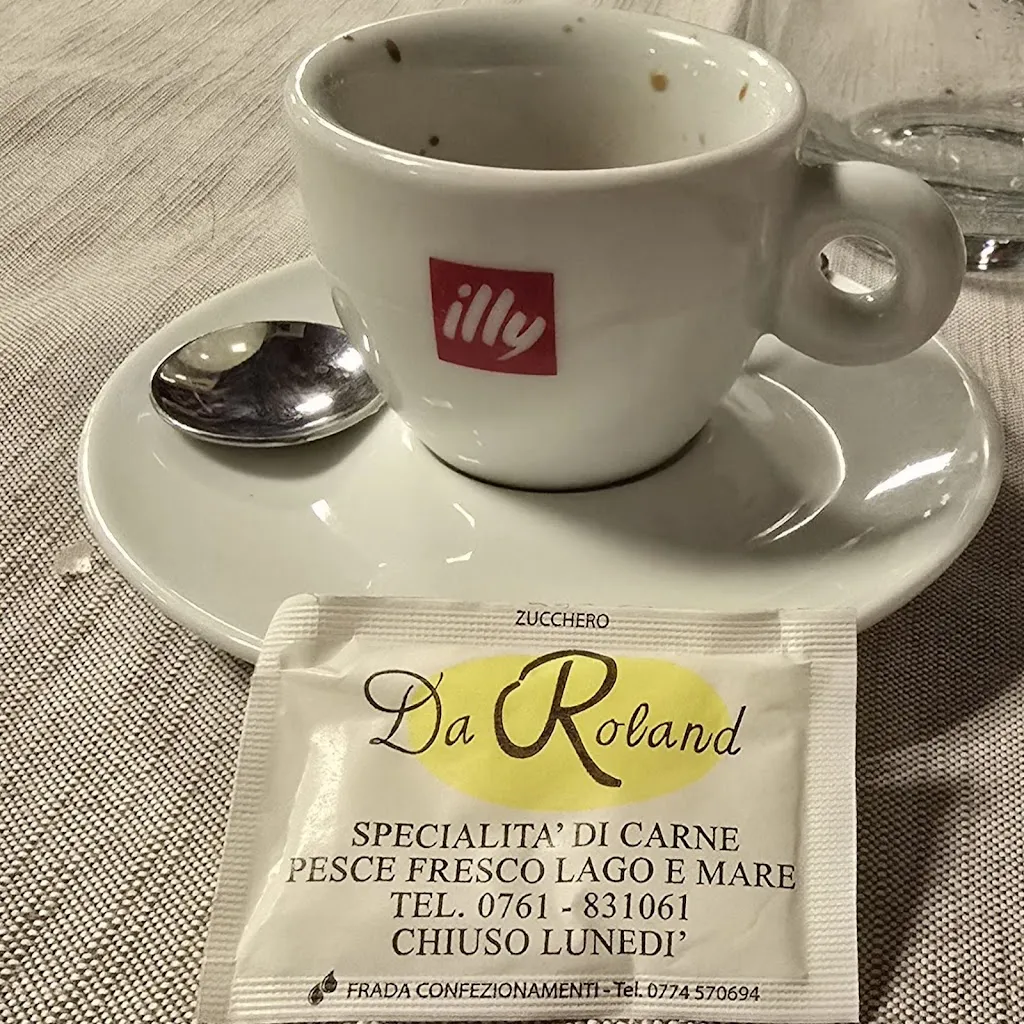 illy
ZUCCHERO
Da Roland
SPECIALITA' DI CARNE
PESCE FRESCO LAGO E MARE
TEL. 0761 - 831061
CHIUSO LUNEDI'
FRADA CONFEZIONAMENTI - Tel. 0774 570694